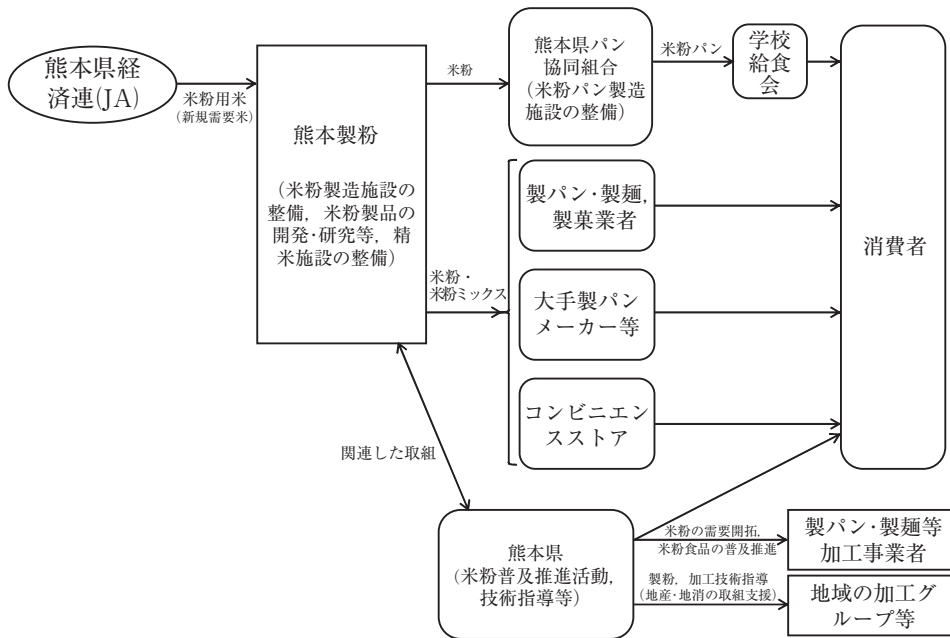 熊本県経
済連(JA)
米粉用米
(新規需要米)
熊本製粉
(米粉製造施設の
整備, 米粉製品の
開発・研究等, 精
米施設の整備)
米粉
熊本県パン
協同組合
(米粉パン製造
施設の整備)
米粉パン
学校
給食
会
消費者
米粉・
米粉ミックス
製パン・製麺,
製菓業者
大手製パン
メーカー等
コンビニエン
スストア
関連した取組
熊本県
(米粉普及推進活動,
技術指導等)
米粉の需要開拓,
米粉食品の普及推進
製パン・製麺等
加工事業者
製粉, 加工技術指導
(地産・地消の取組支援)
地域の加工グ
ループ等